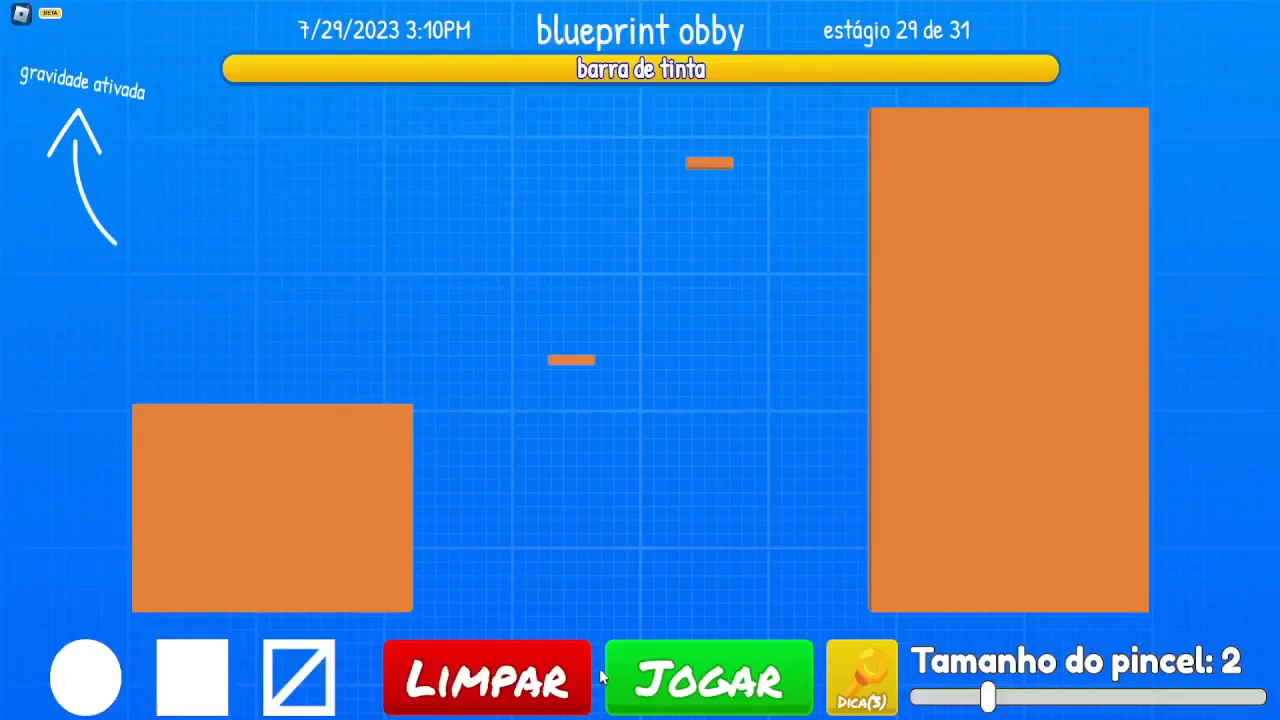 BETA
7/29/2023 3:10PM
blueprint obby
estágio 29 de 31
barra de tinta
gravidade ativada
LIMPAR
JOGAR
DICA(3)
Tamanho do pincel: 2